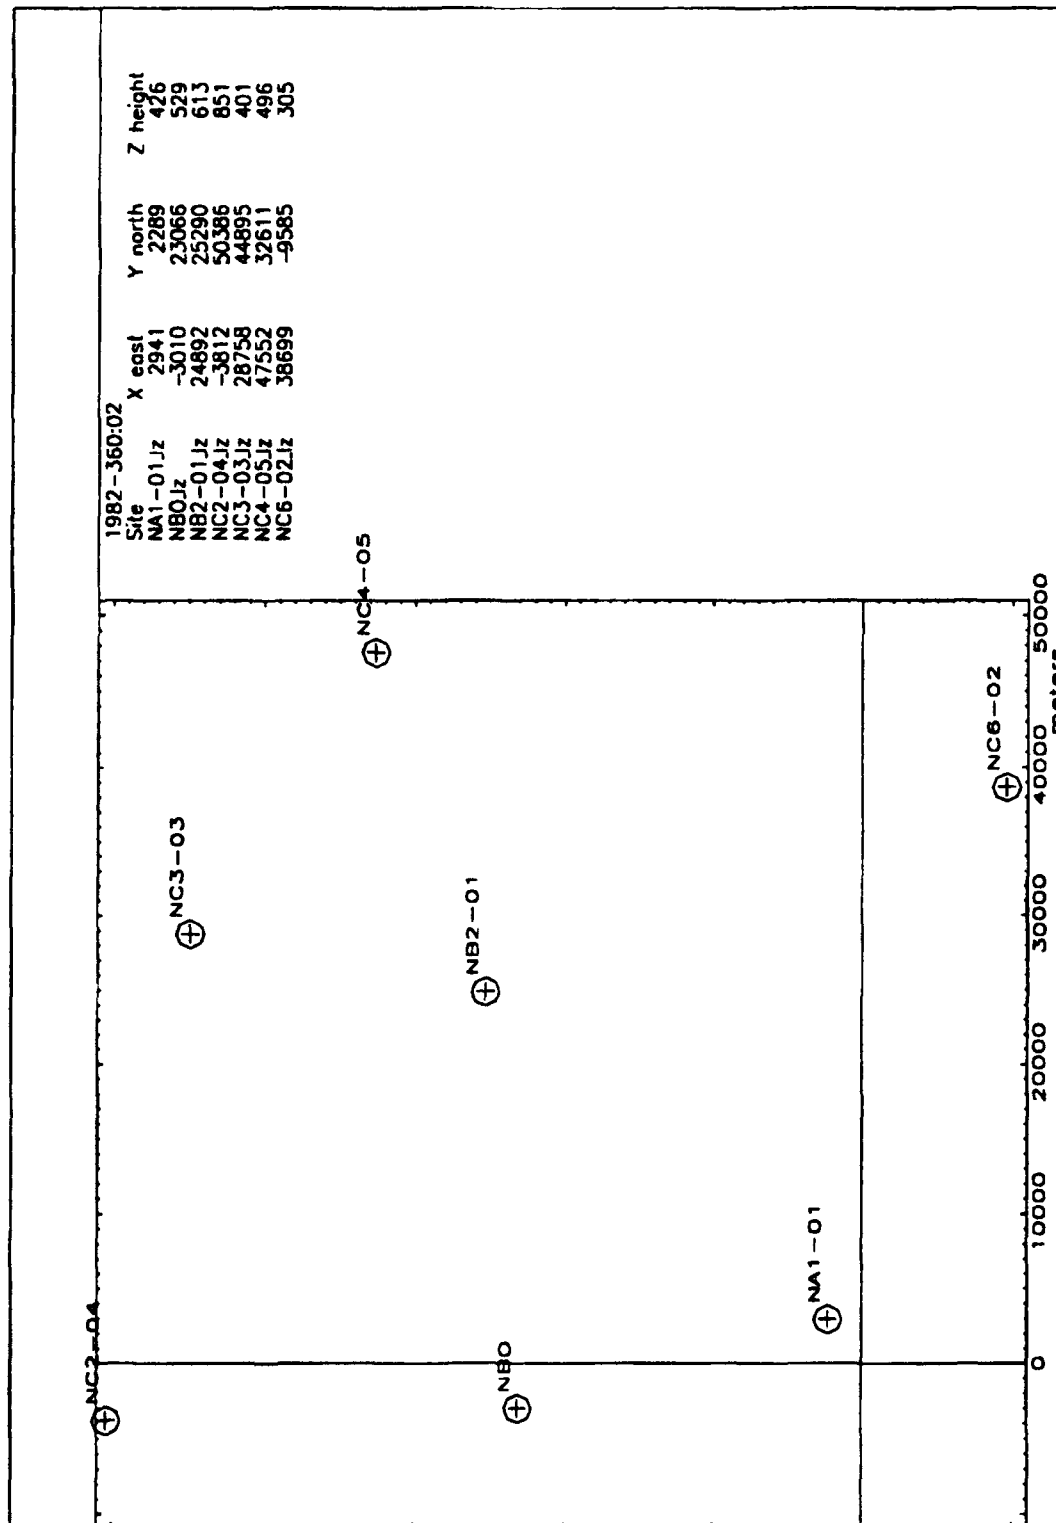 1982-360:02
Site X east Y north Z height
NA1-01Jz 2941 2289 426
NB0Jz -3010 23066 529
NB2-01Jz 24892 25290 613
NC2-04Jz -3812 50386 851
NC3-03Jz 28758 44895 401
NC4-05Jz 47552 32611 496
NC6-02Jz 38699 -9585 305
NC2-04
NC3-03
NC4-05
NB2-01
NBO
NA1-01
NC6-02
0 10000 20000 30000 40000 50000
meters